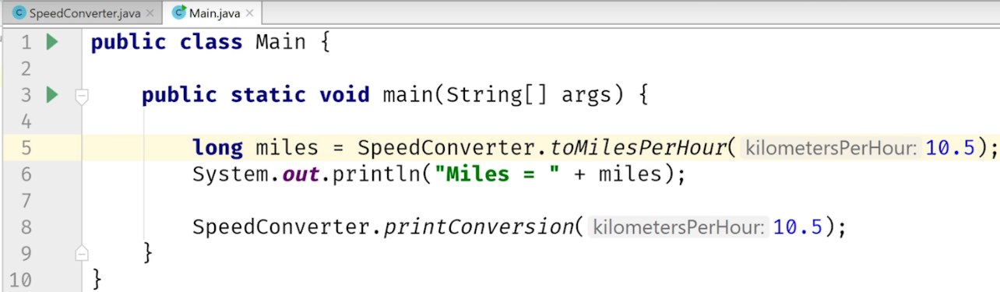 SpeedConverter.java × Main.java ×
1 public class Main {
2
3 public static void main(String[] args) {
4
5 long miles = SpeedConverter.toMilesPerHour( kilometersPerHour: 10.5);
6 System.out.println("Miles = " + miles);
7
8 SpeedConverter.printConversion( kilometersPerHour: 10.5);
9 }
10 }